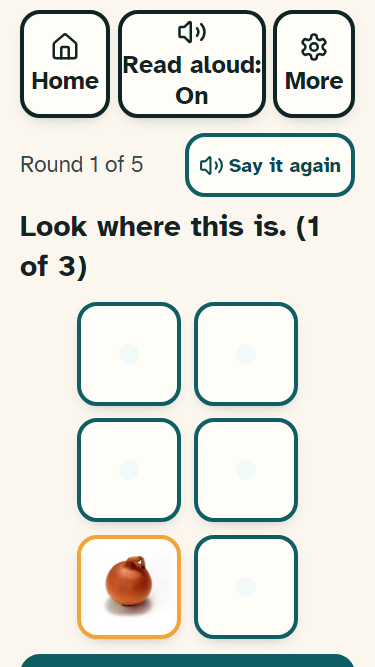 Home
Read aloud:
On
More
Round 1 of 5
Say it again
Look where this is. (1
of 3)